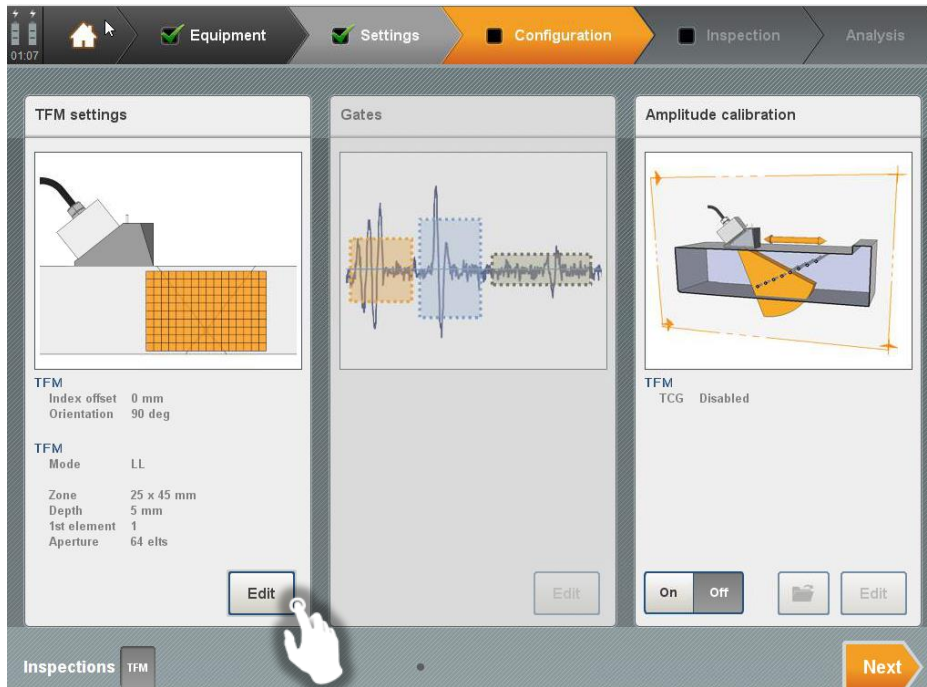 01:07
Equipment
Settings
Configuration
Inspection
Analysis
TFM settings
TFM
Index offset 0 mm
Orientation 90 deg
TFM
Mode LL
Zone 25 x 45 mm
Depth 5 mm
1st element 1
Aperture 64 elts
Edit
Gates
Edit
Amplitude calibration
TFM
TCG Disabled
On Off
Edit
Inspections TFM
Next